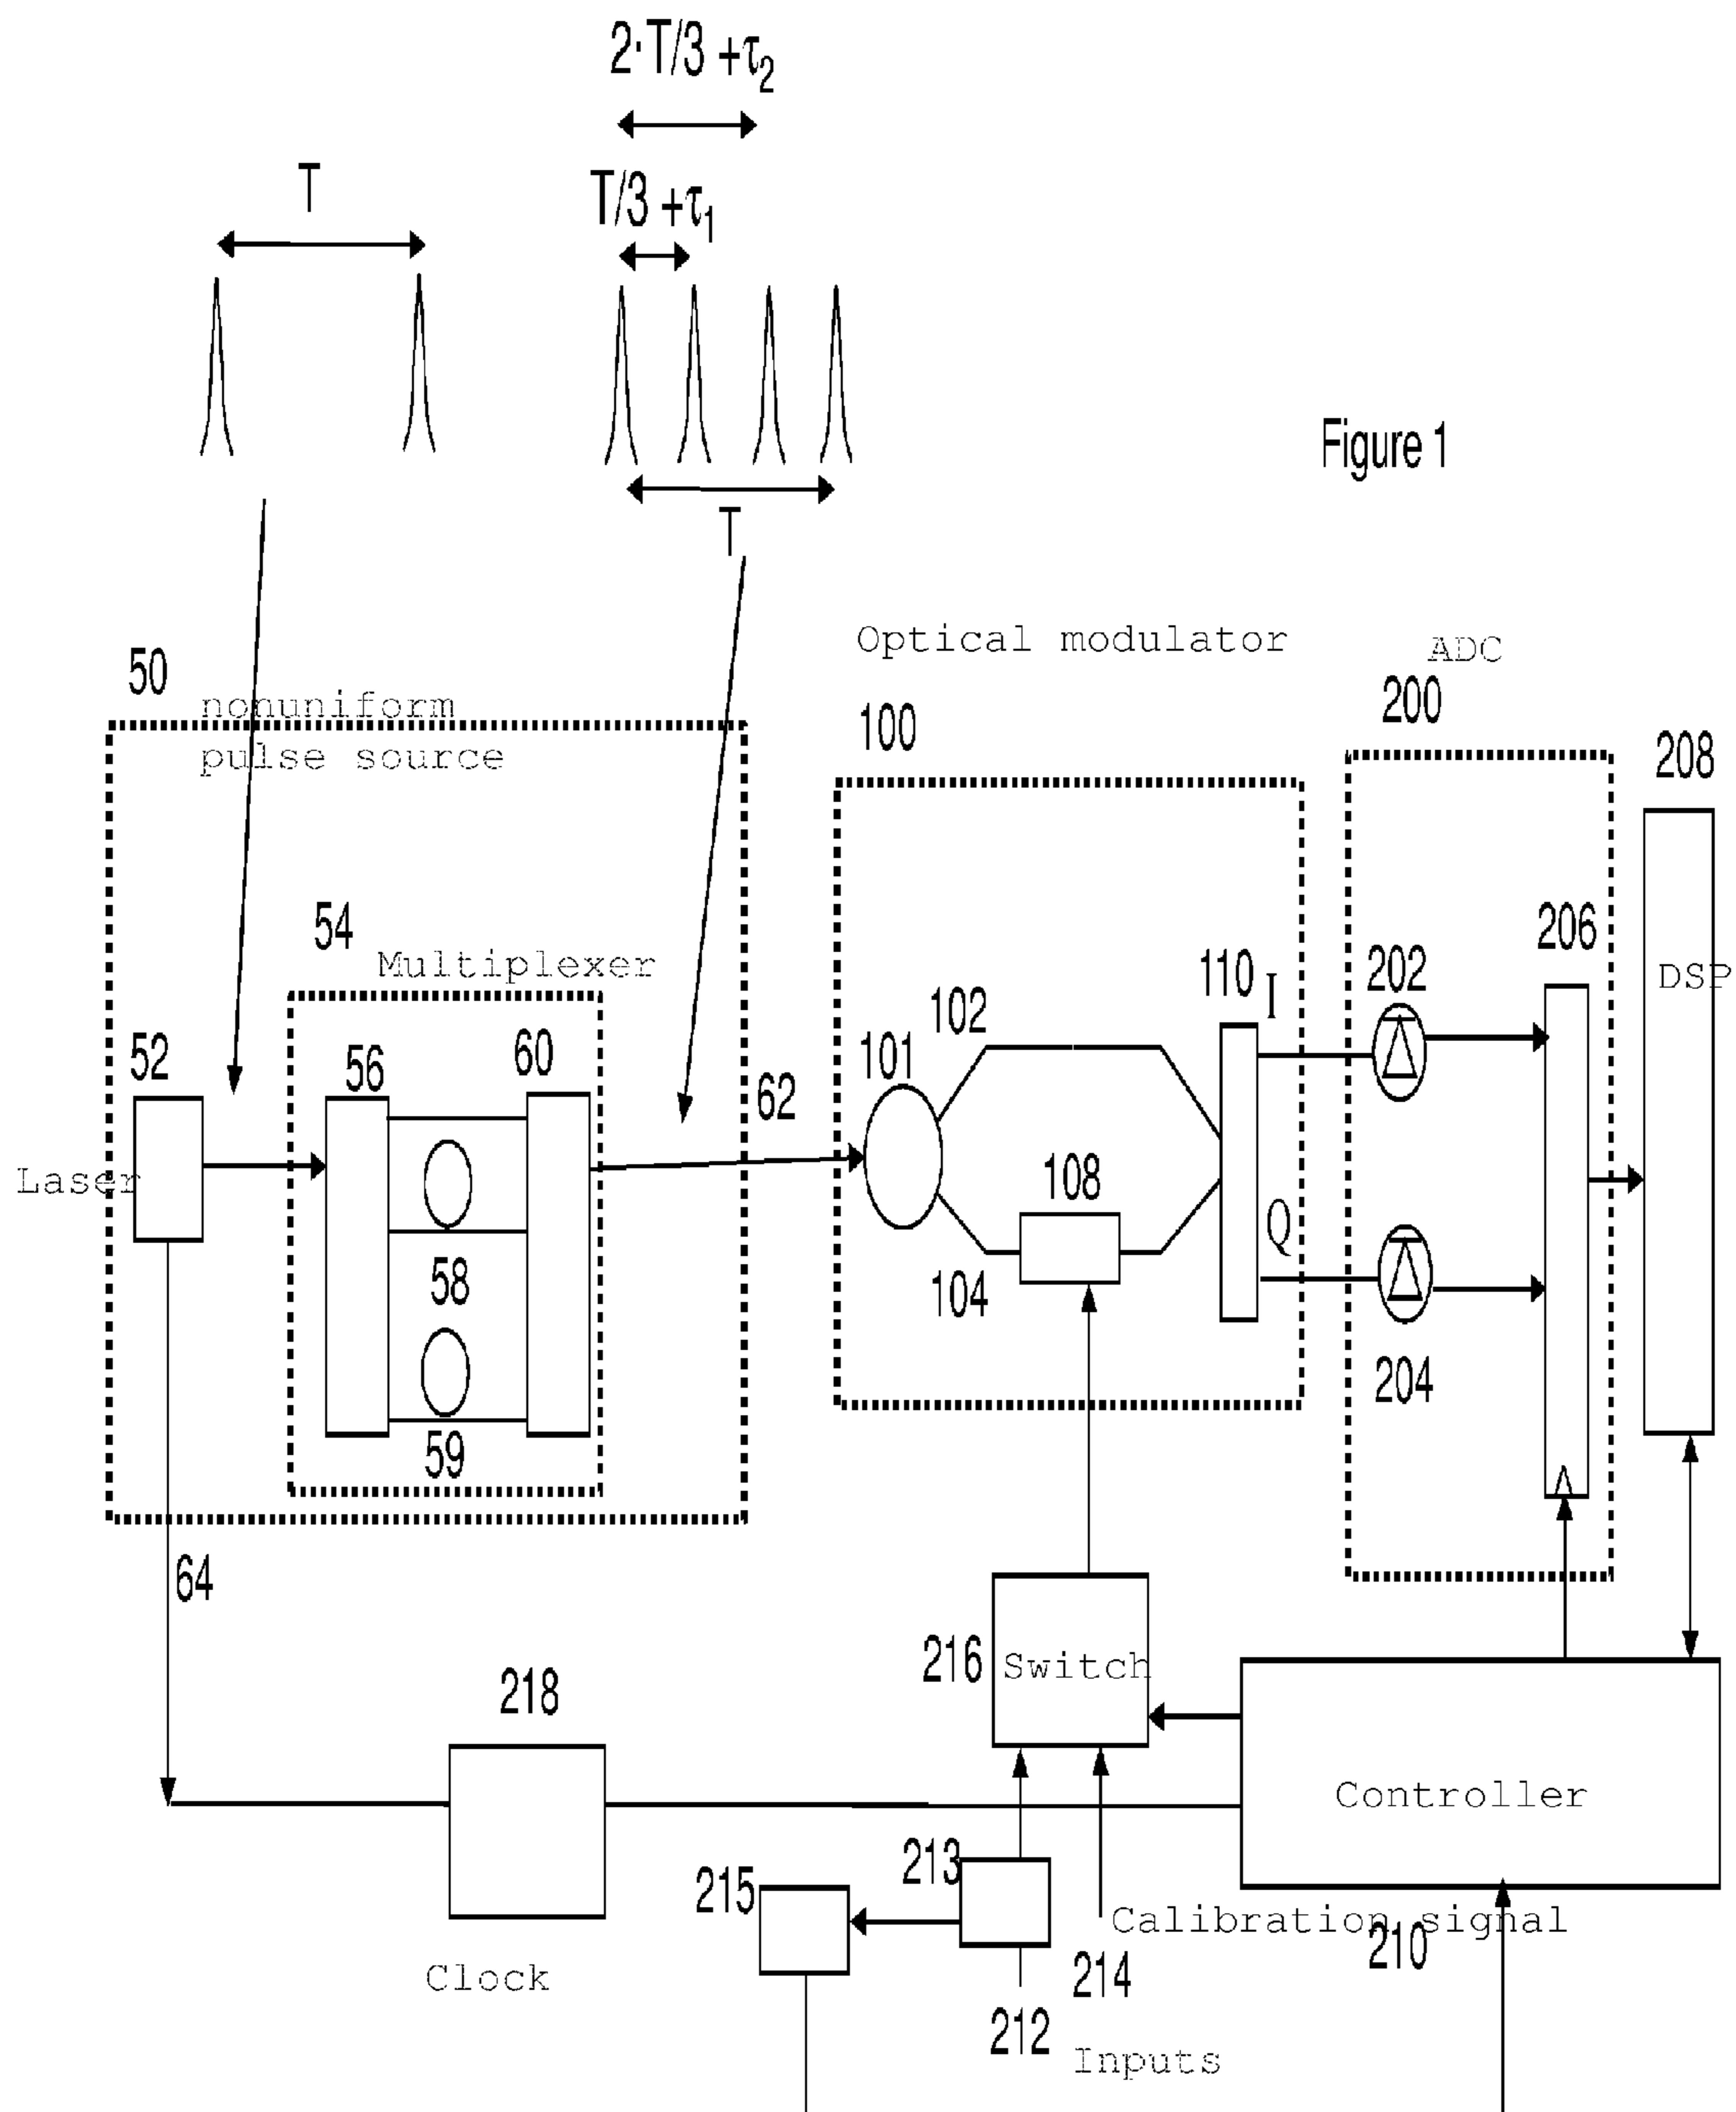 2·T/3 +τ2
T
T/3 +τ1
Figure 1
T
Optical modulator
ADC
50
nonuniform
pulse source
100
200
208
54
Multiplexer
206
DSP
52
56
60
62
101
102
110
I
202
Laser
108
58
104
Q
204
59
64
216
Switch
218
Controller
213
215
Calibration signal
210
Clock
214
212
Inputs